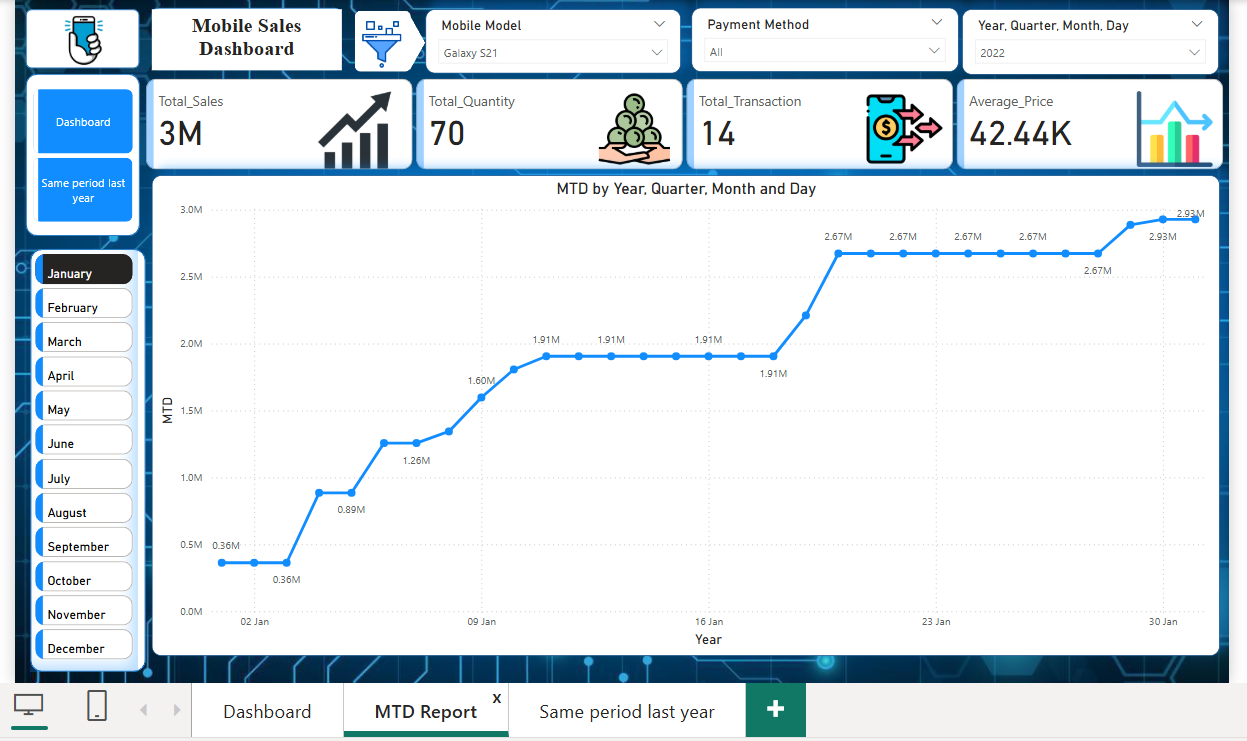 Mobile Sales
Dashboard
Mobile Model
Galaxy S21
Payment Method
All
Year, Quarter, Month, Day
2022
Dashboard
Same period last
year
Total_Sales
3M
Total_Quantity
70
Total_Transaction
14
Average_Price
42.44K
$
January
February
March
April
May
June
July
August
September
October
November
December
MTD by Year, Quarter, Month and Day
MTD
3.0M
2.5M
2.0M
1.5M
1.0M
0.5M
0.0M
0.36M
0.36M
0.89M
1.26M
1.60M
1.91M
1.91M
1.91M
1.91M
2.67M
2.67M
2.67M
2.67M
2.67M
2.93M
2.93M
02 Jan
09 Jan
16 Jan
23 Jan
30 Jan
Year
Dashboard
MTD Report
x
Same period last year
+